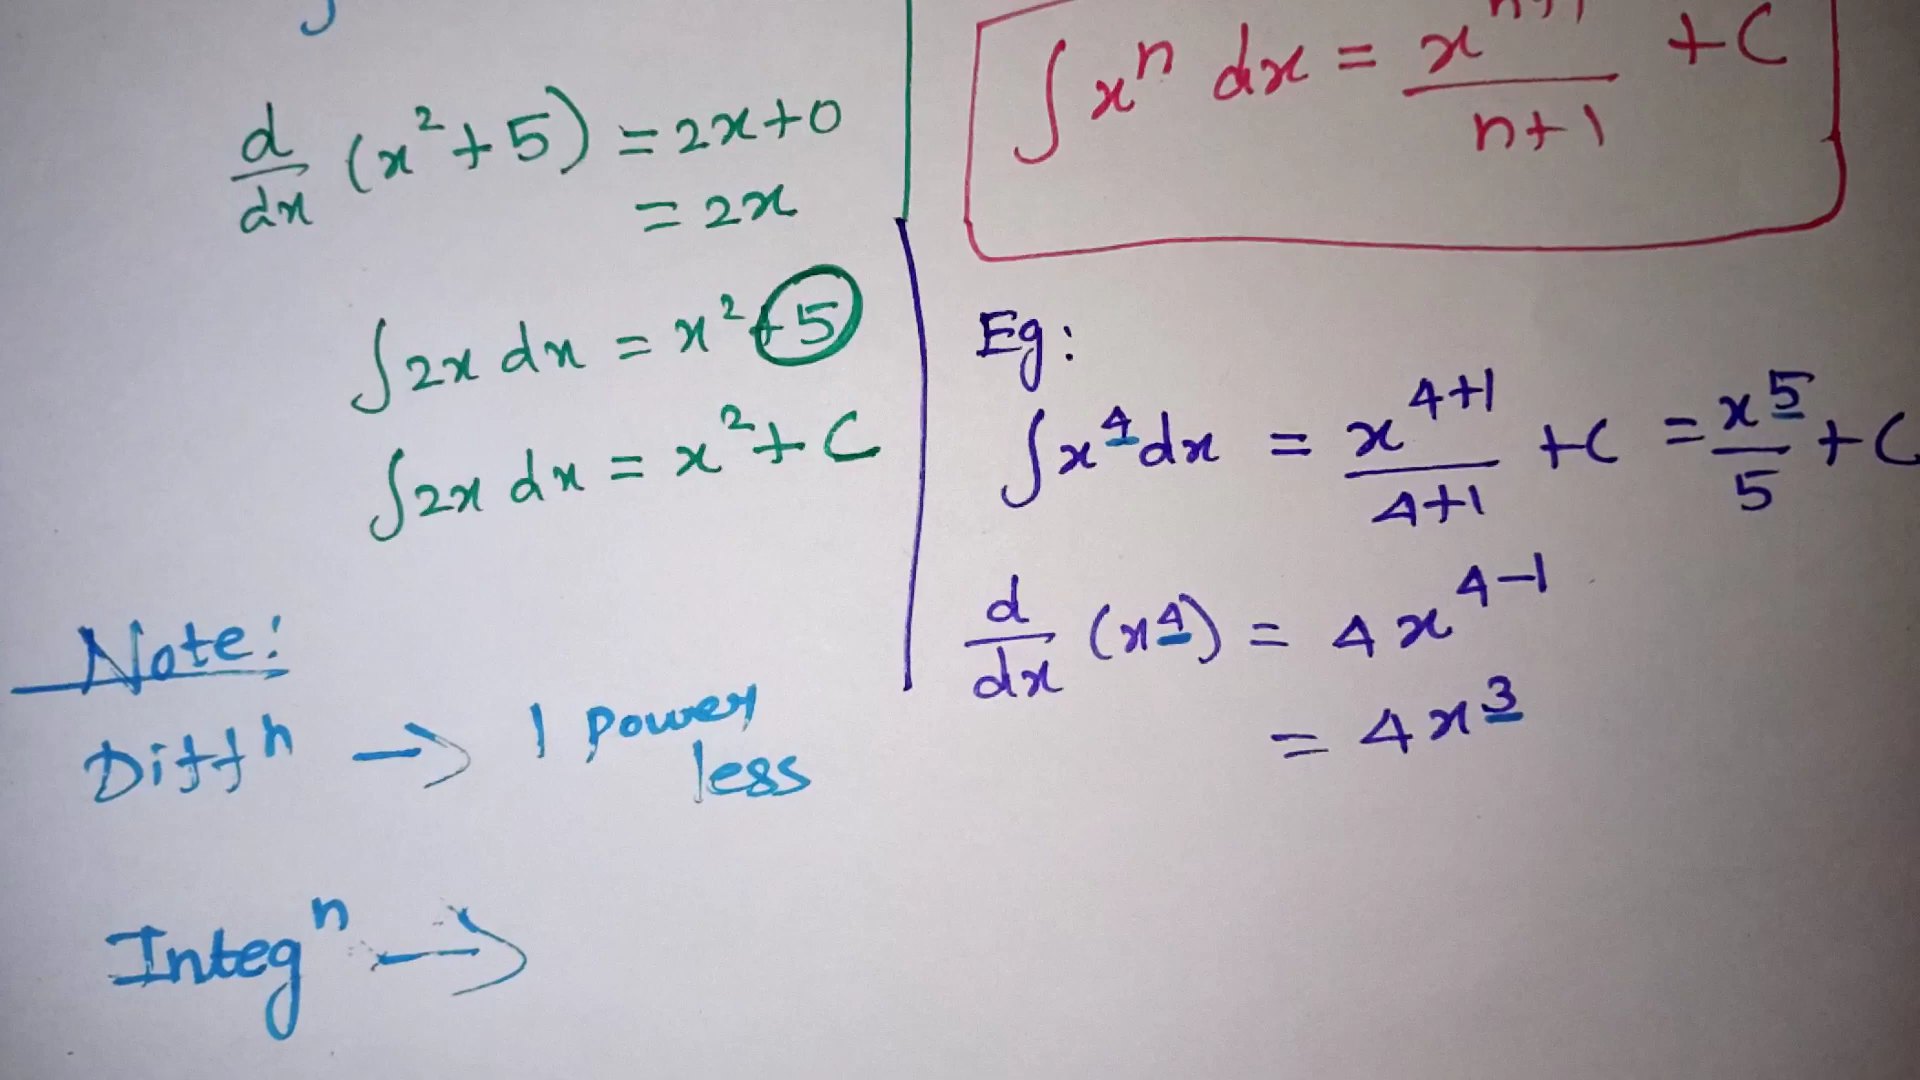 d/dx (x² + 5) = 2x + 0
= 2x
∫2x dx = x² + 5
∫2x dx = x² + C
Note:
Diffⁿ → 1 power
less
Integⁿ →
∫xⁿ dx = xⁿ⁺¹/n+1 + C
Eg:
∫x⁴dx = x⁴⁺¹/4+1 + C = x⁵/5 + C
d/dx (x⁴) = 4x⁴⁻¹
= 4x³